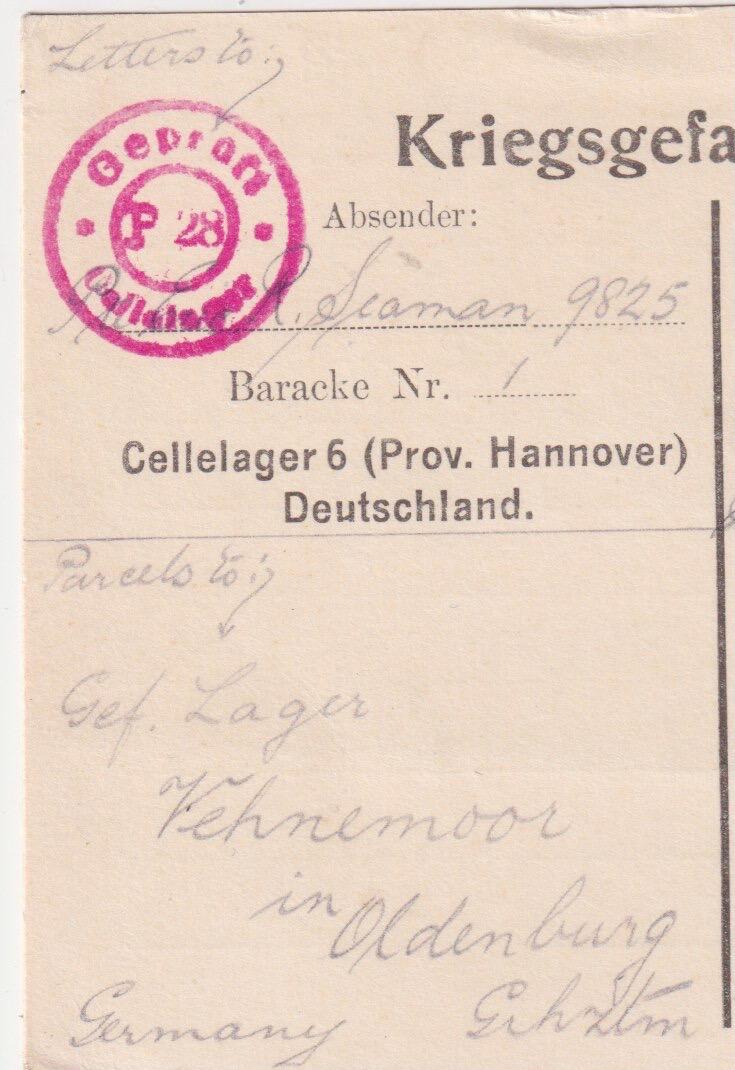 Letters to:
Geprüft
P 28
Cellelager
Kriegsgefa
Absender:
R. Seaman 9825
Baracke Nr. 1
Cellelager 6 (Prov. Hannover)
Deutschland.
Parcels to:
Gef. Lager
Vehnemoor
in Oldenburg
Germany